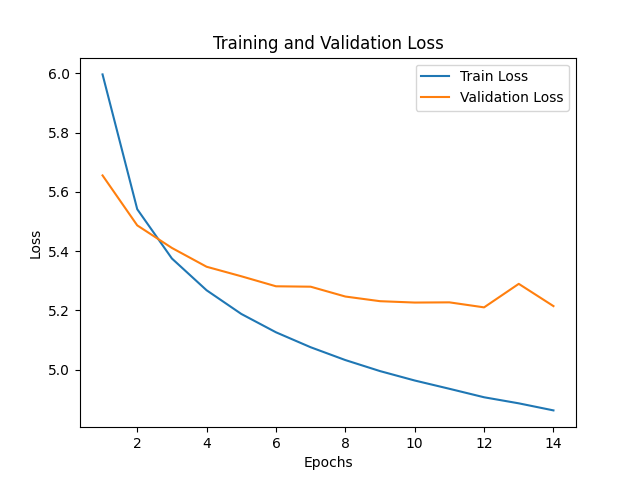 Training and Validation Loss
Train Loss
Validation Loss
6.0
5.8
5.6
5.4
5.2
5.0
Loss
2 4 6 8 10 12 14
Epochs